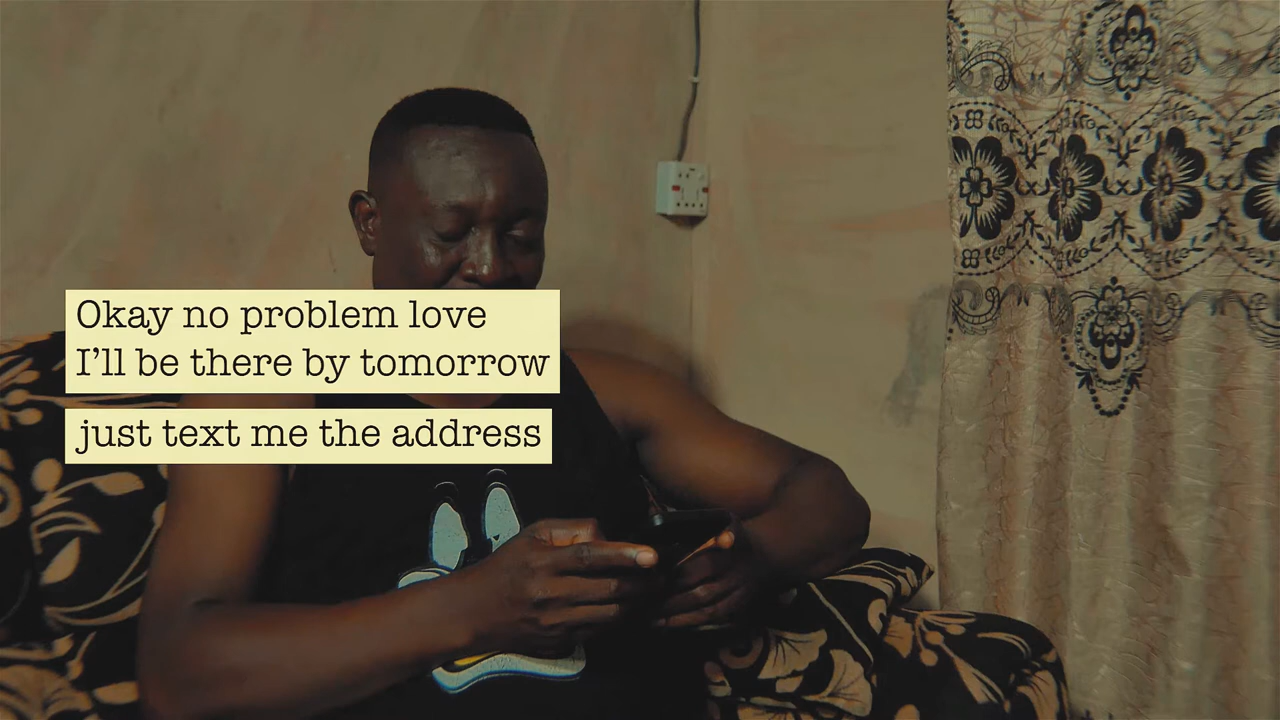 Okay no problem love
I’ll be there by tomorrow
just text me the address